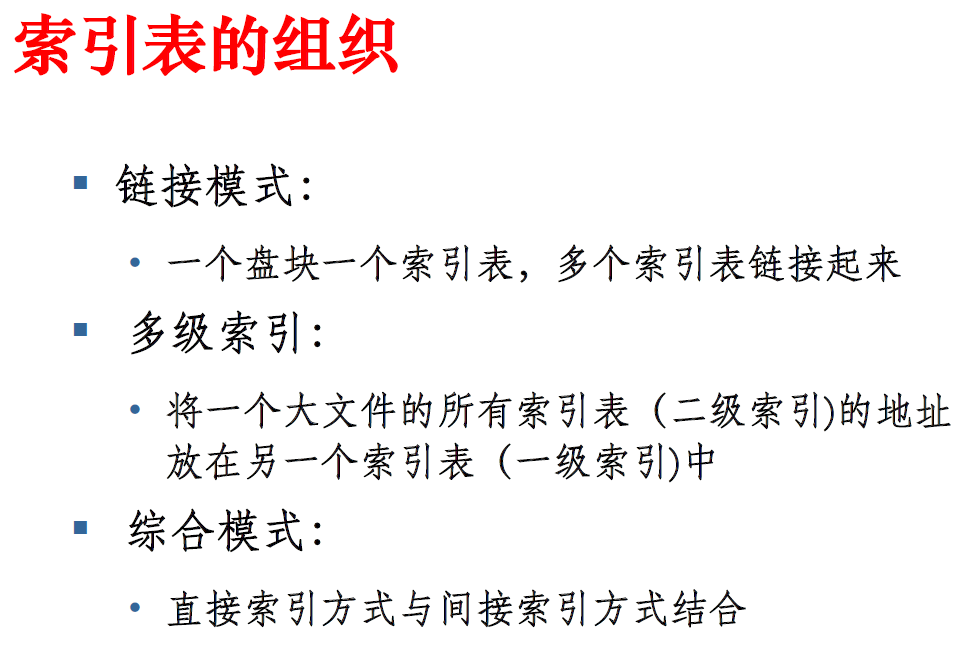 索引表的组织
▪ 链接模式：
• 一个盘块一个索引表，多个索引表链接起来
▪ 多级索引：
• 将一个大文件的所有索引表（二级索引)的地址
放在另一个索引表（一级索引)中
▪ 综合模式：
• 直接索引方式与间接索引方式结合